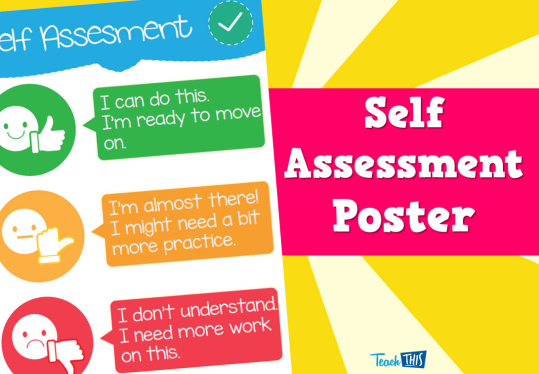 elf Assesment
I can do this.
I'm ready to move
on.
I'm almost there!
I might need a bit
more practice.
I don't understand.
I need more work
on this.
Self
Assessment
Poster
Teach THIS